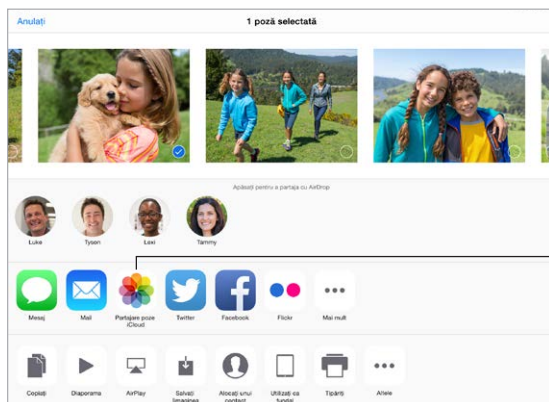 Anulați
1 poză selectată
Apăsați pentru a partaja cu AirDrop
Luke
Tyson
Lexi
Tammy
Mesaj
Mail
Partajare poze
iCloud
Twitter
Facebook
Flickr
Mai mult
Copiați
Diaporama
AirPlay
Salvați
imaginea
Alocați unui
contact
Utilizați ca
fundal
Tipăriți
Altele